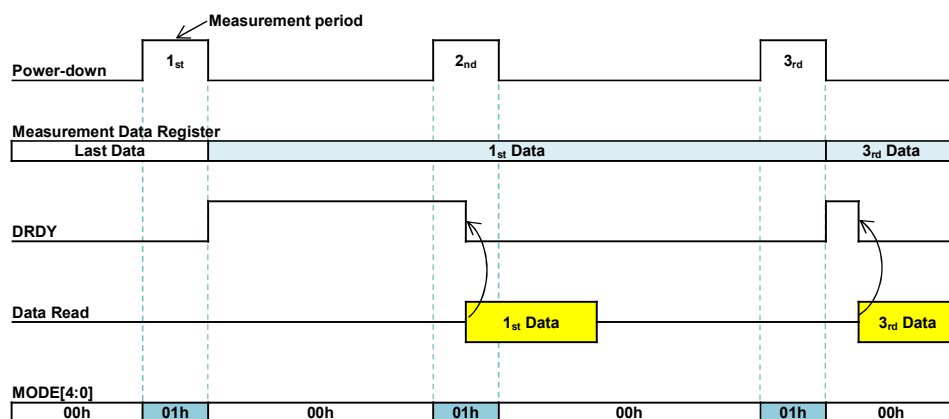 Measurement period
Power-down 1st 2nd 3rd
Measurement Data Register
Last Data 1st Data 3rd Data
DRDY
Data Read 1st Data 3rd Data
MODE[4:0]
00h 01h 00h 01h 00h 01h 00h